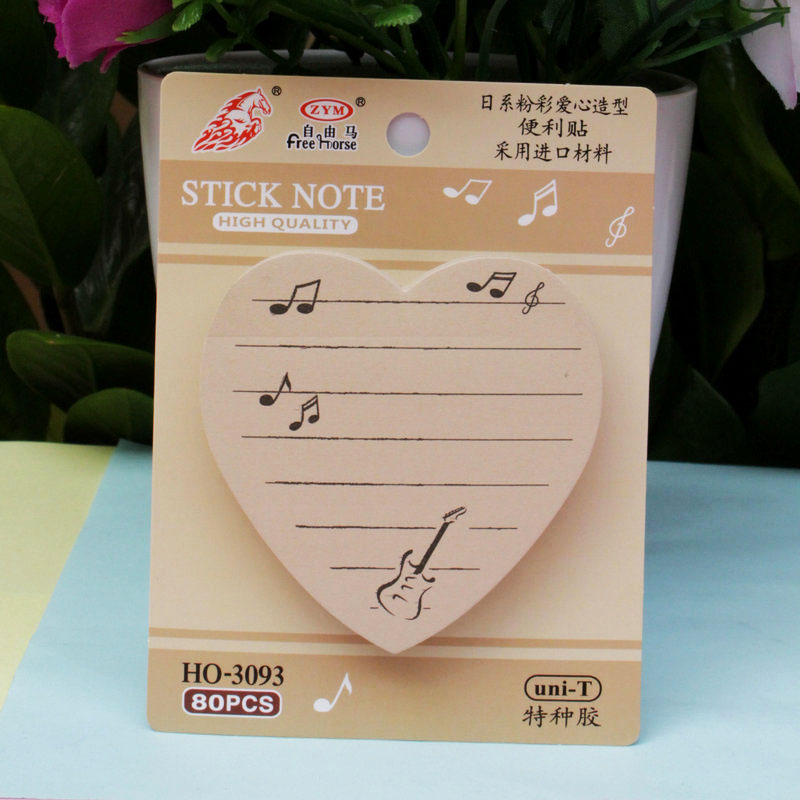 ZYM
自由马
free horse
日系粉彩爱心造型
便利贴
采用进口材料
STICK NOTE
HIGH QUALITY
HO-3093
80PCS
uni-T
特种胶